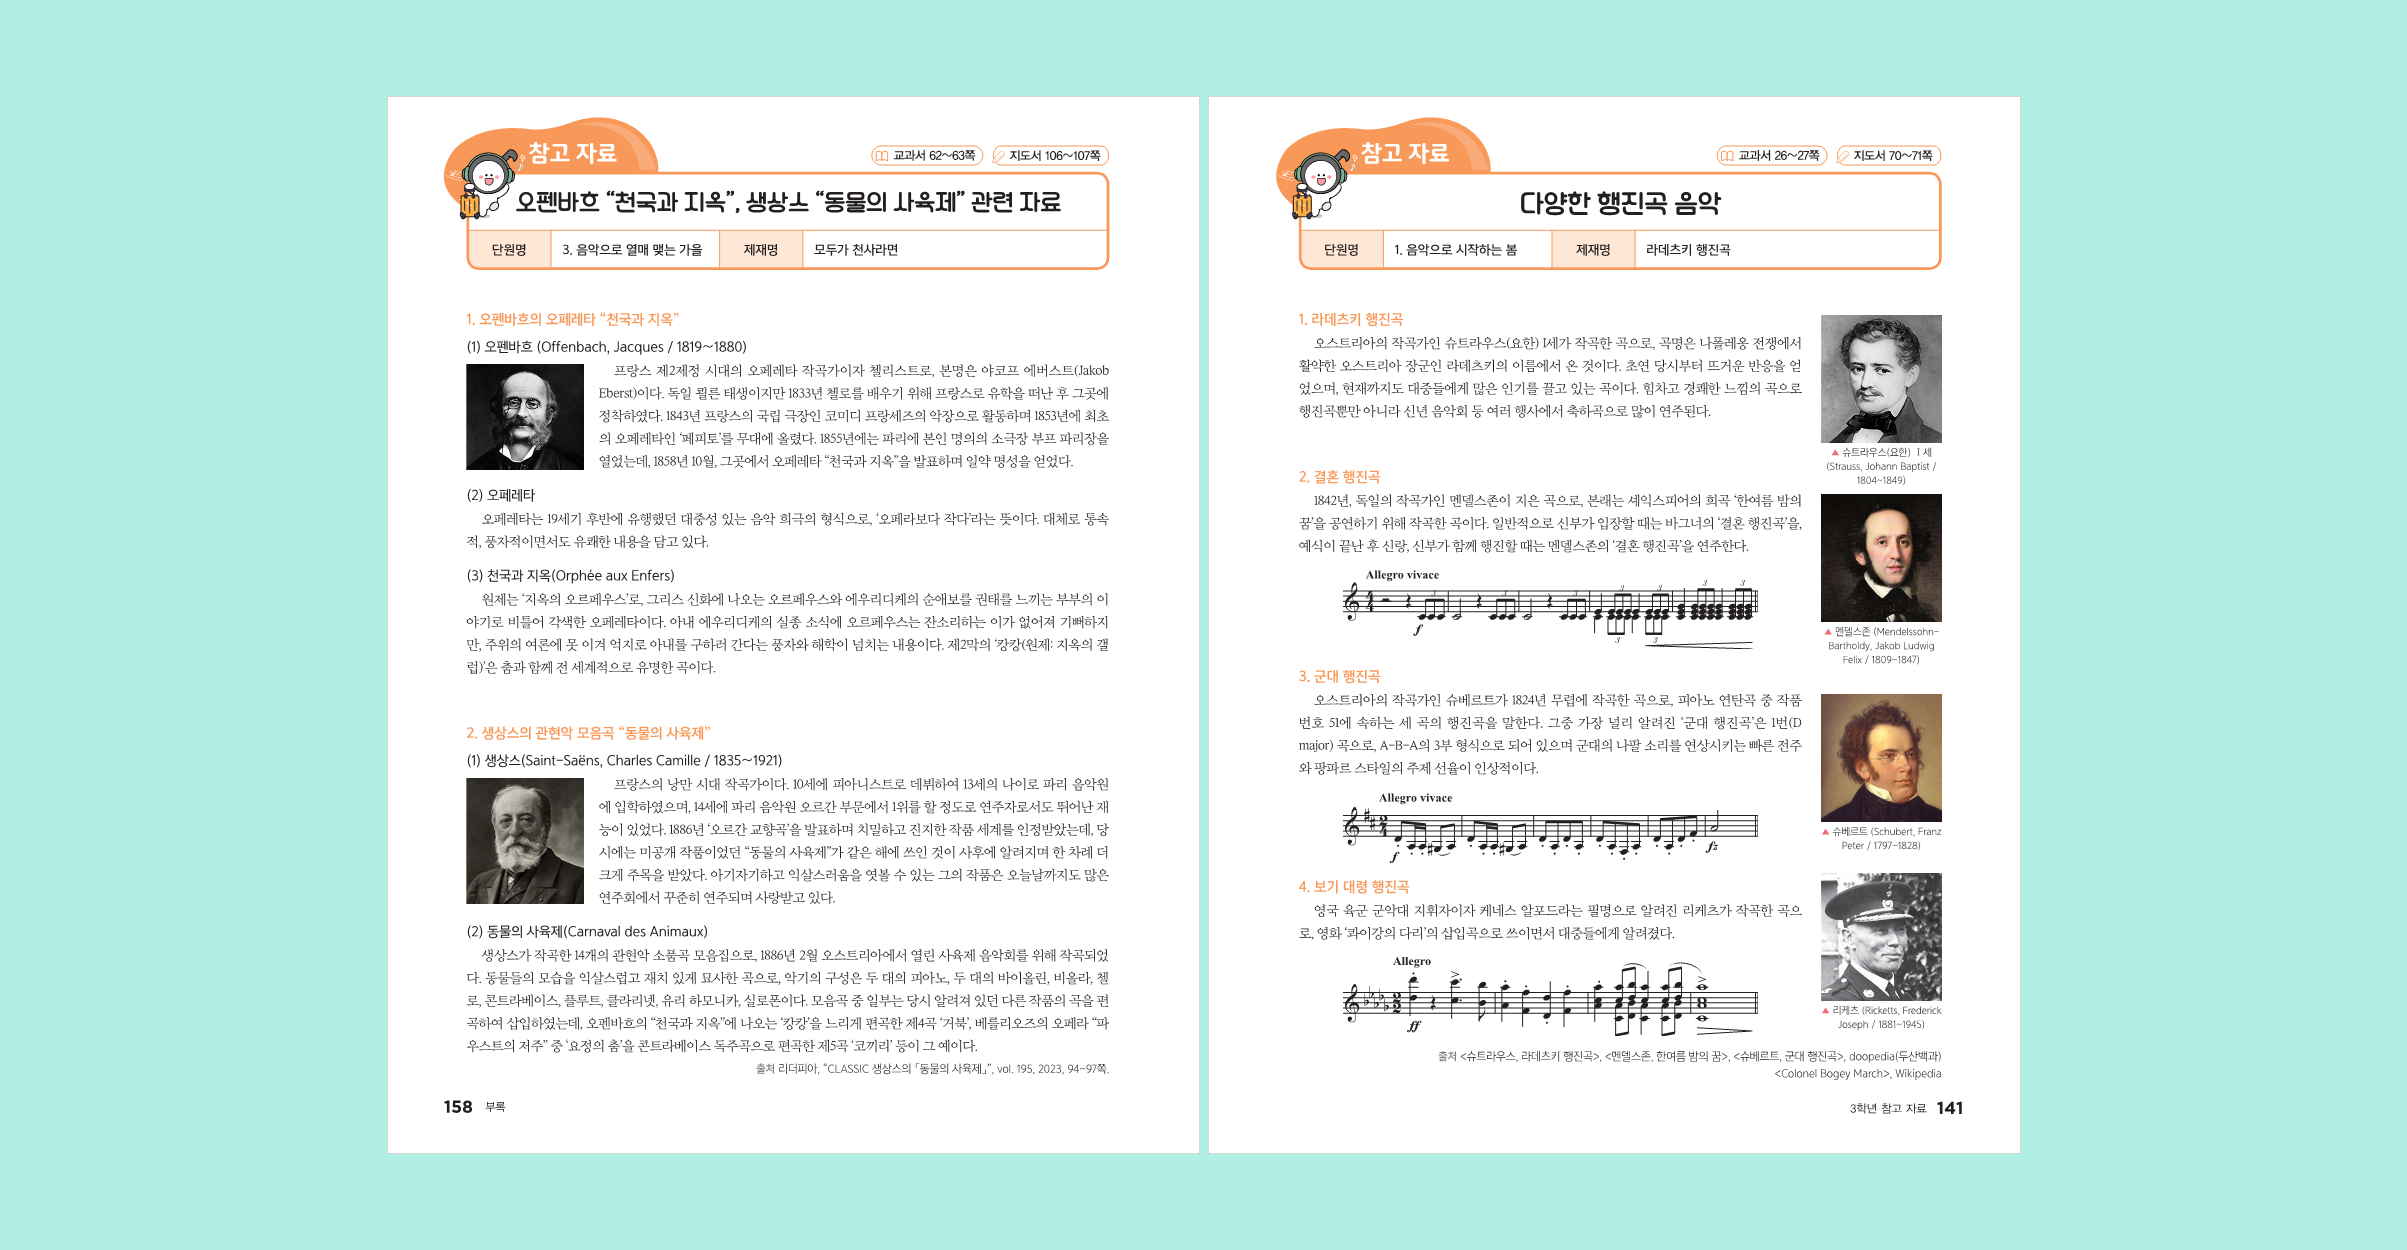 참고 자료
교과서 62~63쪽
지도서 106~107쪽
오펜바흐 “천국과 지옥”, 생상스 “동물의 사육제” 관련 자료
단원명 3. 음악으로 열매 맺는 가을 제재명 모두가 천사라면
1. 오펜바흐의 오페레타 “천국과 지옥”
(1) 오펜바흐 (Offenbach, Jacques / 1819~1880)
프랑스 제2제정 시대의 오페레타 작곡가이자 첼리스트로, 본명은 야코프 에버스트(Jakob
Eberst)이다. 독일 쾰른 태생이지만 1833년 첼로를 배우기 위해 프랑스로 유학을 떠난 후 그곳에
정착하였다. 1843년 프랑스의 국립 극장인 코미디 프랑세즈의 악장으로 활동하며 1853년에 최초
의 오페레타인 ‘페피토’를 무대에 올렸다. 1855년에는 파리에 본인 명의의 소극장 부프 파리장을
열었는데, 1858년 10월, 그곳에서 오페레타 “천국과 지옥”을 발표하며 일약 명성을 얻었다.
(2) 오페레타
오페레타는 19세기 후반에 유행했던 대중성 있는 음악 희극의 형식으로, ‘오페라보다 작다’라는 뜻이다. 대체로 통속
적, 풍자적이면서도 유쾌한 내용을 담고 있다.
(3) 천국과 지옥(Orphée aux Enfers)
원제는 ‘지옥의 오르페우스’로, 그리스 신화에 나오는 오르페우스와 에우리디케의 순애보를 권태를 느끼는 부부의 이
야기로 비틀어 각색한 오페레타이다. 아내 에우리디케의 실종 소식에 오르페우스는 잔소리하는 이가 없어져 기뻐하지
만, 주위의 여론에 못 이겨 억지로 아내를 구하러 간다는 풍자와 해학이 넘치는 내용이다. 제2막의 ‘캉캉(원제: 지옥의 갤
럽)’은 춤과 함께 전 세계적으로 유명한 곡이다.
2. 생상스의 관현악 모음곡 “동물의 사육제”
(1) 생상스(Saint-Saëns, Charles Camille / 1835~1921)
프랑스의 낭만 시대 작곡가이다. 10세에 피아니스트로 데뷔하여 13세의 나이로 파리 음악원
에 입학하였으며, 14세에 파리 음악원 오르간 부문에서 1위를 할 정도로 연주자로서도 뛰어난 재
능이 있었다. 1886년 ‘오르간 교향곡’을 발표하며 치밀하고 진지한 작품 세계를 인정받았는데, 당
시에는 미공개 작품이었던 “동물의 사육제”가 같은 해에 쓰인 것이 사후에 알려지며 한 차례 더
크게 주목을 받았다. 아기자기하고 익살스러움을 엿볼 수 있는 그의 작품은 오늘날까지도 많은
연주회에서 꾸준히 연주되며 사랑받고 있다.
(2) 동물의 사육제(Carnaval des Animaux)
생상스가 작곡한 14개의 관현악 소품곡 모음집으로, 1886년 2월 오스트리아에서 열린 사육제 음악회를 위해 작곡되었
다. 동물들의 모습을 익살스럽고 재치 있게 묘사한 곡으로, 악기의 구성은 두 대의 피아노, 두 대의 바이올린, 비올라, 첼
로, 콘트라베이스, 플루트, 클라리넷, 유리 하모니카, 실로폰이다. 모음곡 중 일부는 당시 알려져 있던 다른 작품의 곡을 편
곡하여 삽입하였는데, 오펜바흐의 “천국과 지옥”에 나오는 ‘캉캉’을 느리게 편곡한 제4곡 ‘거북’, 베를리오즈의 오페라 “파
우스트의 저주” 중 ‘요정의 춤’을 콘트라베이스 독주곡으로 편곡한 제5곡 ‘코끼리’ 등이 그 예이다.
출처 리더피아, “CLASSIC 생상스의 「동물의 사육제」”, vol. 195, 2023, 94~97쪽.
158 부록
참고 자료
교과서 26~27쪽
지도서 70~71쪽
다양한 행진곡 음악
단원명 1. 음악으로 시작하는 봄 제재명 라데츠키 행진곡
1. 라데츠키 행진곡
오스트리아의 작곡가인 슈트라우스(요한) I세가 작곡한 곡으로, 곡명은 나폴레옹 전쟁에서
활약한 오스트리아 장군인 라데츠키의 이름에서 온 것이다. 초연 당시부터 뜨거운 반응을 얻
었으며, 현재까지도 대중들에게 많은 인기를 끌고 있는 곡이다. 힘차고 경쾌한 느낌의 곡으로
행진곡뿐만 아니라 신년 음악회 등 여러 행사에서 축하곡으로 많이 연주된다.
▲ 슈트라우스(요한) I 세
(Strauss, Johann Baptist /
1804~1849)
2. 결혼 행진곡
1842년, 독일의 작곡가인 멘델스존이 지은 곡으로, 본래는 셰익스피어의 희곡 ‘한여름 밤의
꿈’을 공연하기 위해 작곡한 곡이다. 일반적으로 신부가 입장할 때는 바그너의 ‘결혼 행진곡’을,
예식이 끝난 후 신랑, 신부가 함께 행진할 때는 멘델스존의 ‘결혼 행진곡’을 연주한다.
Allegro vivace
3 3 3 3 3 3
f
3 3
▲ 멘델스존 (Mendelssohn-
Bartholdy, Jakob Ludwig
Felix / 1809~1847)
3. 군대 행진곡
오스트리아의 작곡가인 슈베르트가 1824년 무렵에 작곡한 곡으로, 피아노 연탄곡 중 작품
번호 51에 속하는 세 곡의 행진곡을 말한다. 그중 가장 널리 알려진 ‘군대 행진곡’은 1번(D
major) 곡으로, A-B-A의 3부 형식으로 되어 있으며 군대의 나팔 소리를 연상시키는 빠른 전주
와 팡파르 스타일의 주제 선율이 인상적이다.
Allegro vivace
f fz
▲ 슈베르트 (Schubert, Franz
Peter / 1797~1828)
4. 보기 대령 행진곡
영국 육군 군악대 지휘자이자 케네스 알포드라는 필명으로 알려진 리케츠가 작곡한 곡으
로, 영화 ‘콰이강의 다리’의 삽입곡으로 쓰이면서 대중들에게 알려졌다.
Allegro
ff
▲ 리케츠 (Ricketts, Frederick
Joseph / 1881~1945)
출처 <슈트라우스, 라데츠키 행진곡>, <멘델스존, 한여름 밤의 꿈>, <슈베르트, 군대 행진곡>, doopedia(두산백과)
<Colonel Bogey March>, Wikipedia
3학년 참고 자료 141